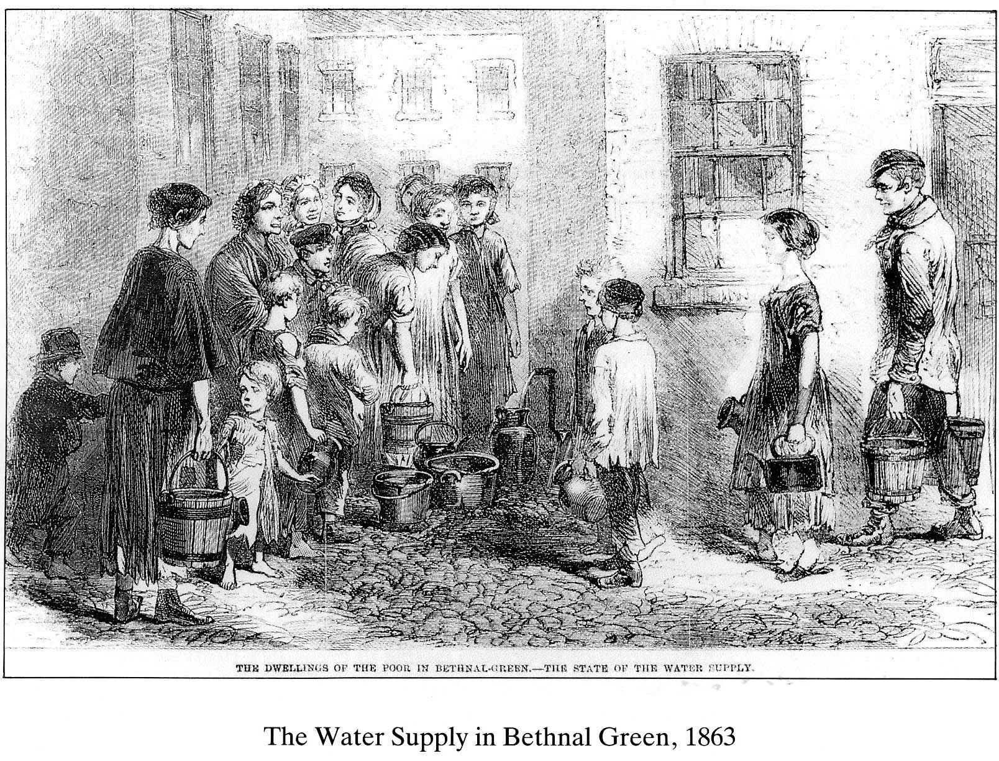 THE DWELLINGS OF THE POOR IN BETHNAL-GREEN.—THE STATE OF THE WATER SUPPLY.
The Water Supply in Bethnal Green, 1863